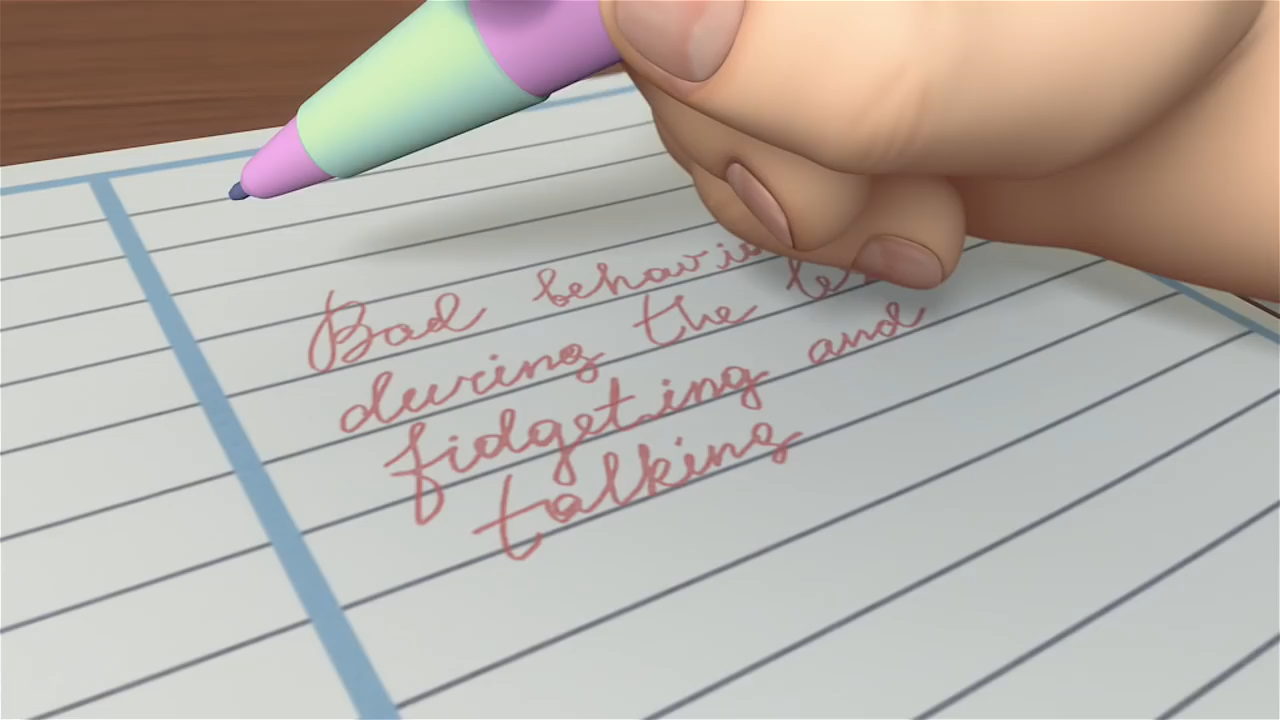 Bad
during the
fidgeting and
talking